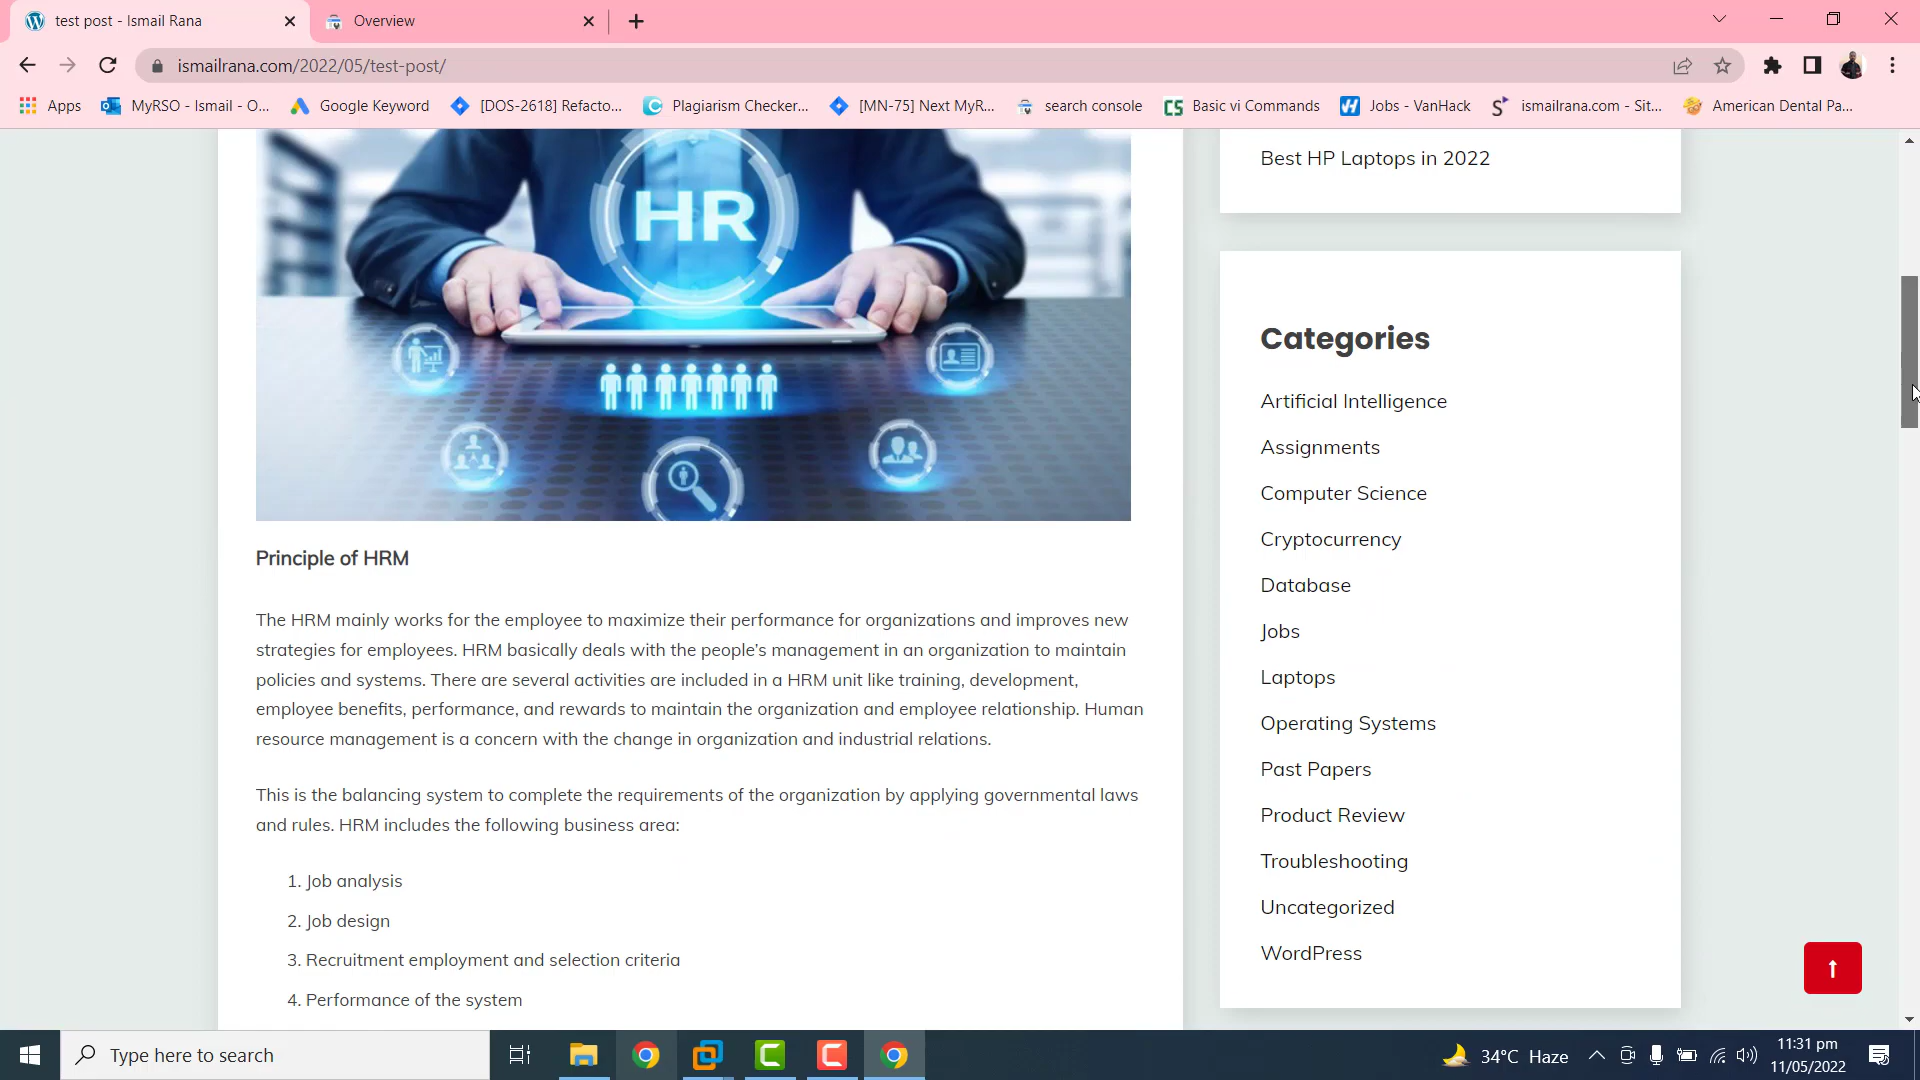 test post - Ismail Rana
Overview
ismailrana.com/2022/05/test-post/
Apps
MyRSO - Ismail - O...
Google Keyword
[DOS-2618] Refacto...
Plagiarism Checker...
[MN-75] Next MyR...
search console
CS Basic vi Commands
Jobs - VanHack
ismailrana.com - Sit...
American Dental Pa...
HR
Principle of HRM
The HRM mainly works for the employee to maximize their performance for organizations and improves new
strategies for employees. HRM basically deals with the people's management in an organization to maintain
policies and systems. There are several activities are included in a HRM unit like training, development,
employee benefits, performance, and rewards to maintain the organization and employee relationship. Human
resource management is a concern with the change in organization and industrial relations.
This is the balancing system to complete the requirements of the organization by applying governmental laws
and rules. HRM includes the following business area:
1. Job analysis
2. Job design
3. Recruitment employment and selection criteria
4. Performance of the system
Best HP Laptops in 2022
Categories
Artificial Intelligence
Assignments
Computer Science
Cryptocurrency
Database
Jobs
Laptops
Operating Systems
Past Papers
Product Review
Troubleshooting
Uncategorized
WordPress
Type here to search
34°C Haze
11:31 pm
11/05/2022